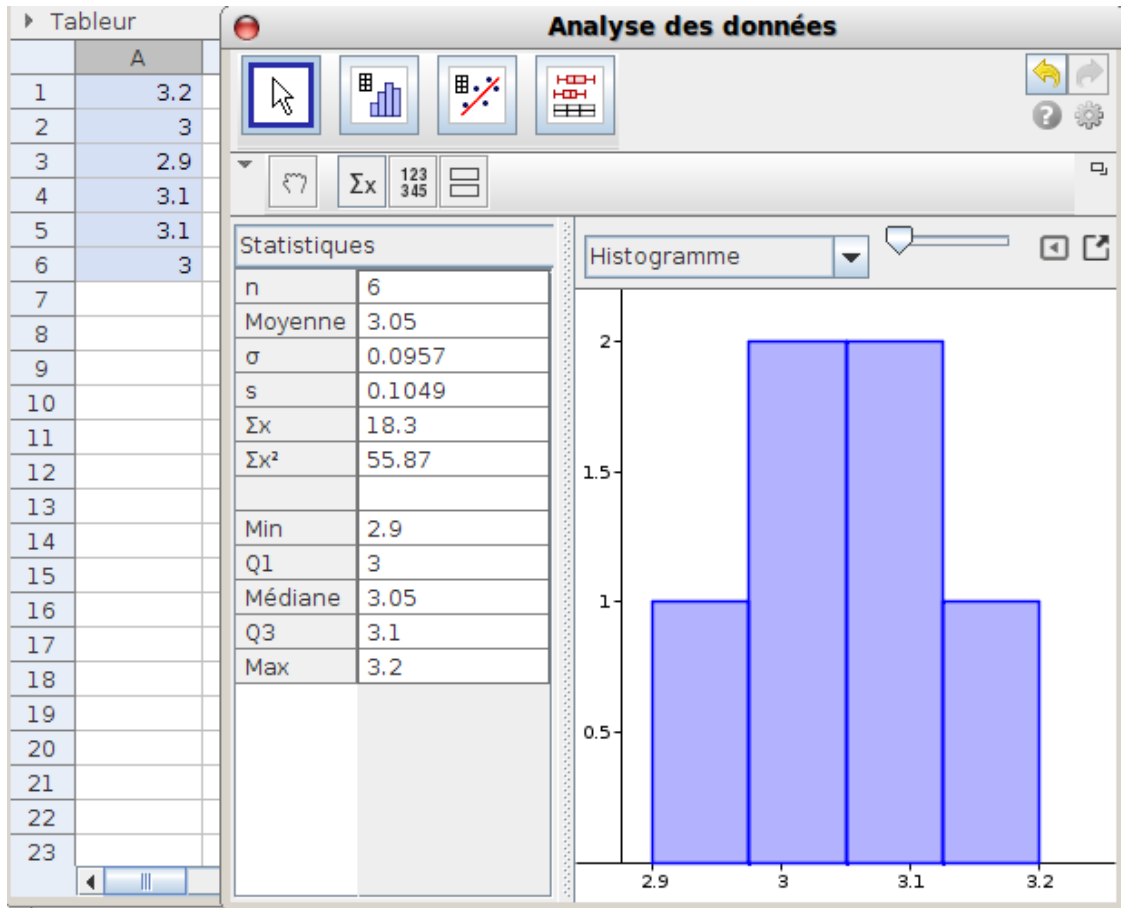 Tableur
A
1 3.2
2 3
3 2.9
4 3.1
5 3.1
6 3
7
8
9
10
11
12
13
14
15
16
17
18
19
20
21
22
23
Analyse des données
Σx 123 345
Statistiques
n 6
Moyenne 3.05
σ 0.0957
s 0.1049
Σx 18.3
Σx² 55.87
Min 2.9
Q1 3
Médiane 3.05
Q3 3.1
Max 3.2
Histogramme
2
1.5
1
0.5
2.9 3 3.1 3.2